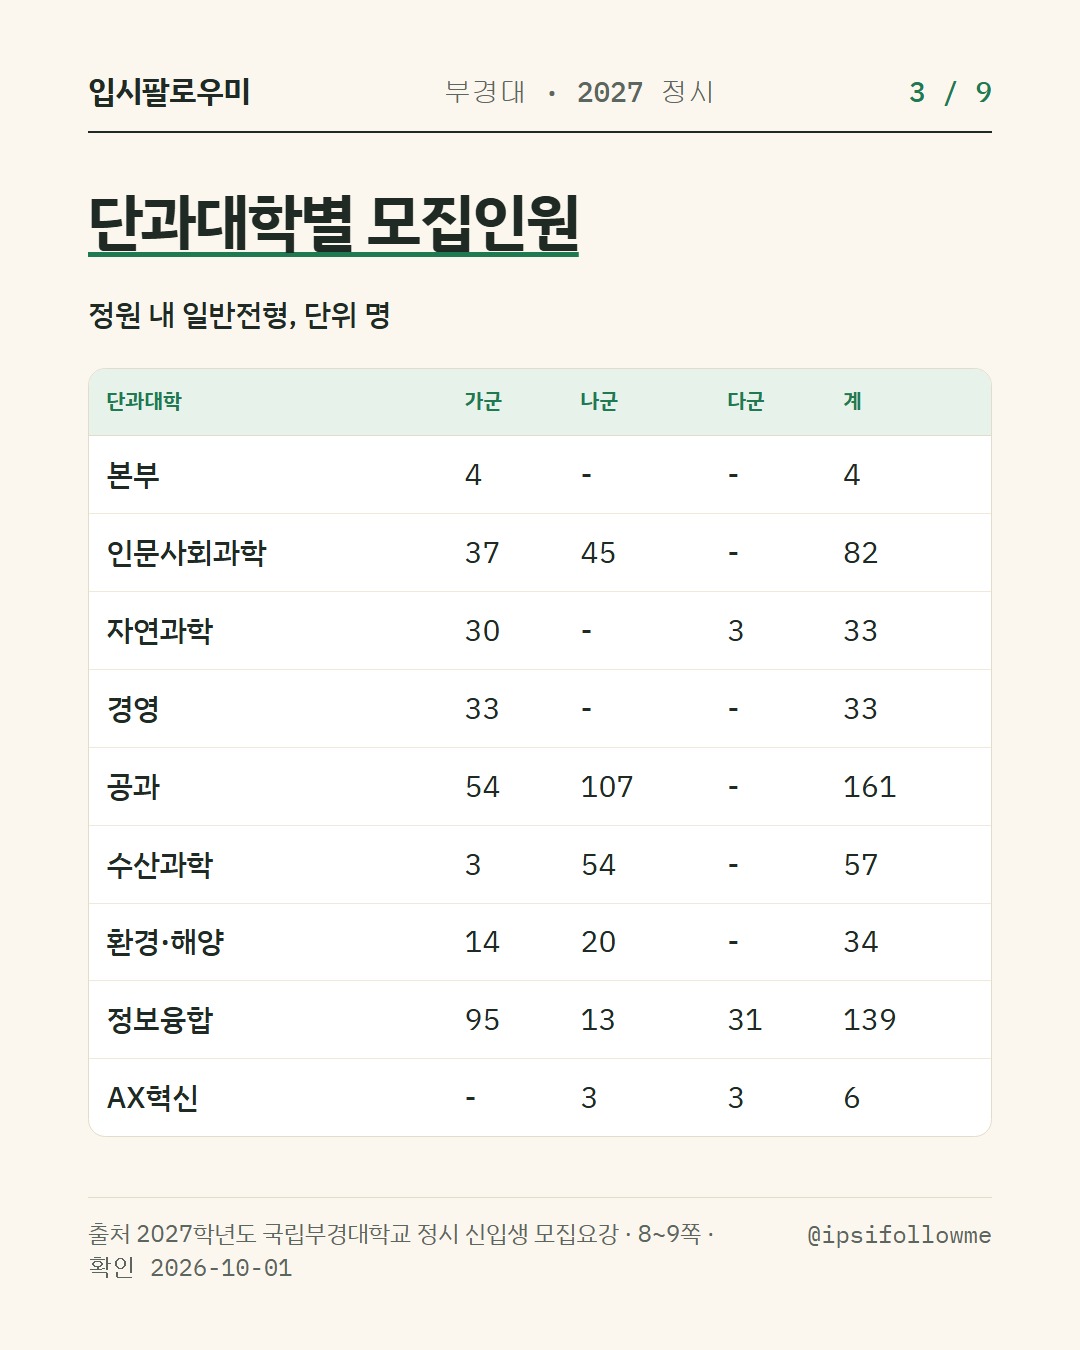 입시팔로우미 부경대 · 2027 정시 3 / 9
단과대학별 모집인원
정원 내 일반전형, 단위 명
단과대학 가군 나군 다군 계
본부 4 - - 4
인문사회과학 37 45 - 82
자연과학 30 - 3 33
경영 33 - - 33
공과 54 107 - 161
수산과학 3 54 - 57
환경·해양 14 20 - 34
정보융합 95 13 31 139
AX혁신 - 3 3 6
출처 2027학년도 국립부경대학교 정시 신입생 모집요강 · 8~9쪽 · @ipsifollowme
확인 2026-10-01